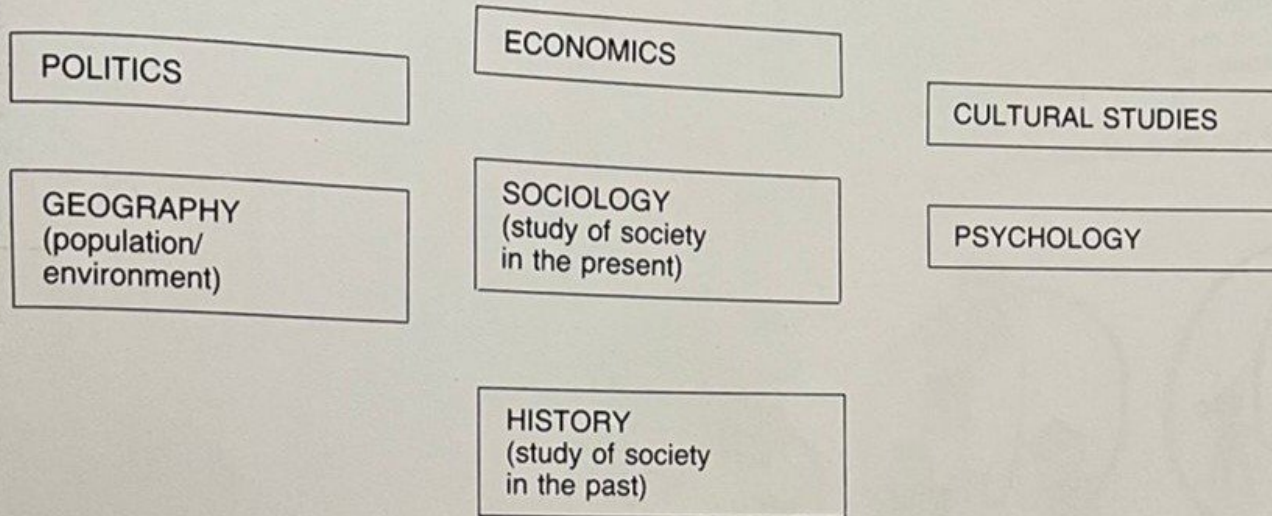 POLITICS
ECONOMICS
CULTURAL STUDIES
GEOGRAPHY
(population/
environment)
SOCIOLOGY
(study of society
in the present)
PSYCHOLOGY
HISTORY
(study of society
in the past)